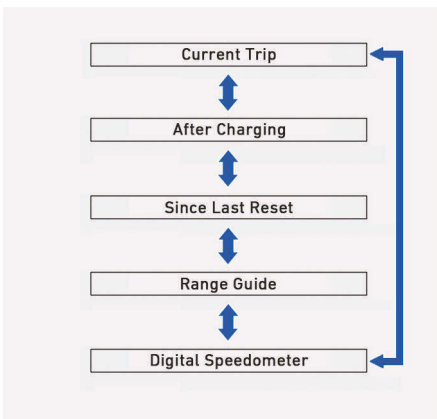 Current Trip
After Charging
Since Last Reset
Range Guide
Digital Speedometer